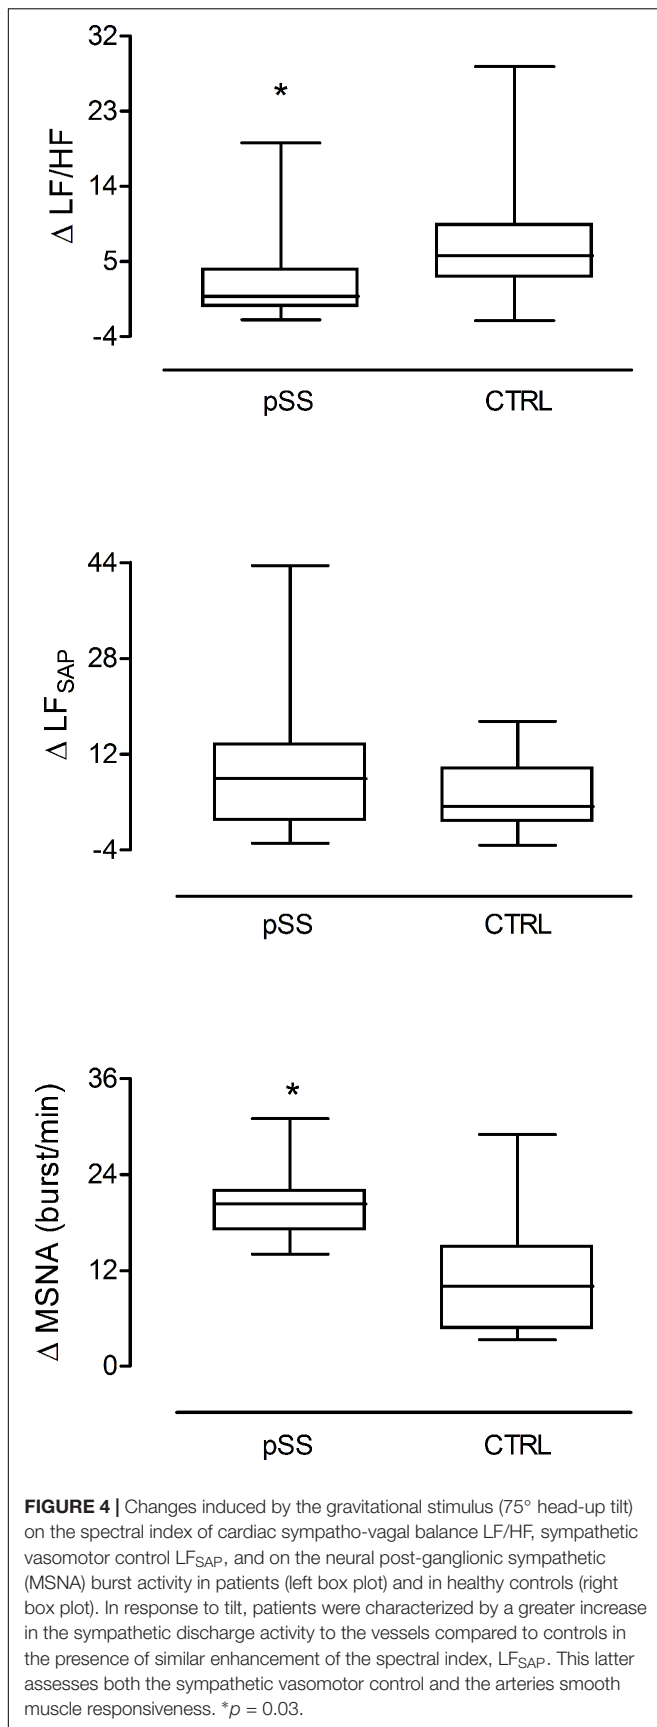 32
*
23
Δ LF/HF
14
5
-4
pSS CTRL
44
28
Δ LFSAP
12
-4
pSS CTRL
36
*
24
Δ MSNA (burst/min)
12
0
pSS CTRL
FIGURE 4 | Changes induced by the gravitational stimulus (75° head-up tilt)
on the spectral index of cardiac sympatho-vagal balance LF/HF, sympathetic
vasomotor control LFSAP, and on the neural post-ganglionic sympathetic
(MSNA) burst activity in patients (left box plot) and in healthy controls (right
box plot). In response to tilt, patients were characterized by a greater increase
in the sympathetic discharge activity to the vessels compared to controls in
the presence of similar enhancement of the spectral index, LFSAP. This latter
assesses both the sympathetic vasomotor control and the arteries smooth
muscle responsiveness. *p = 0.03.